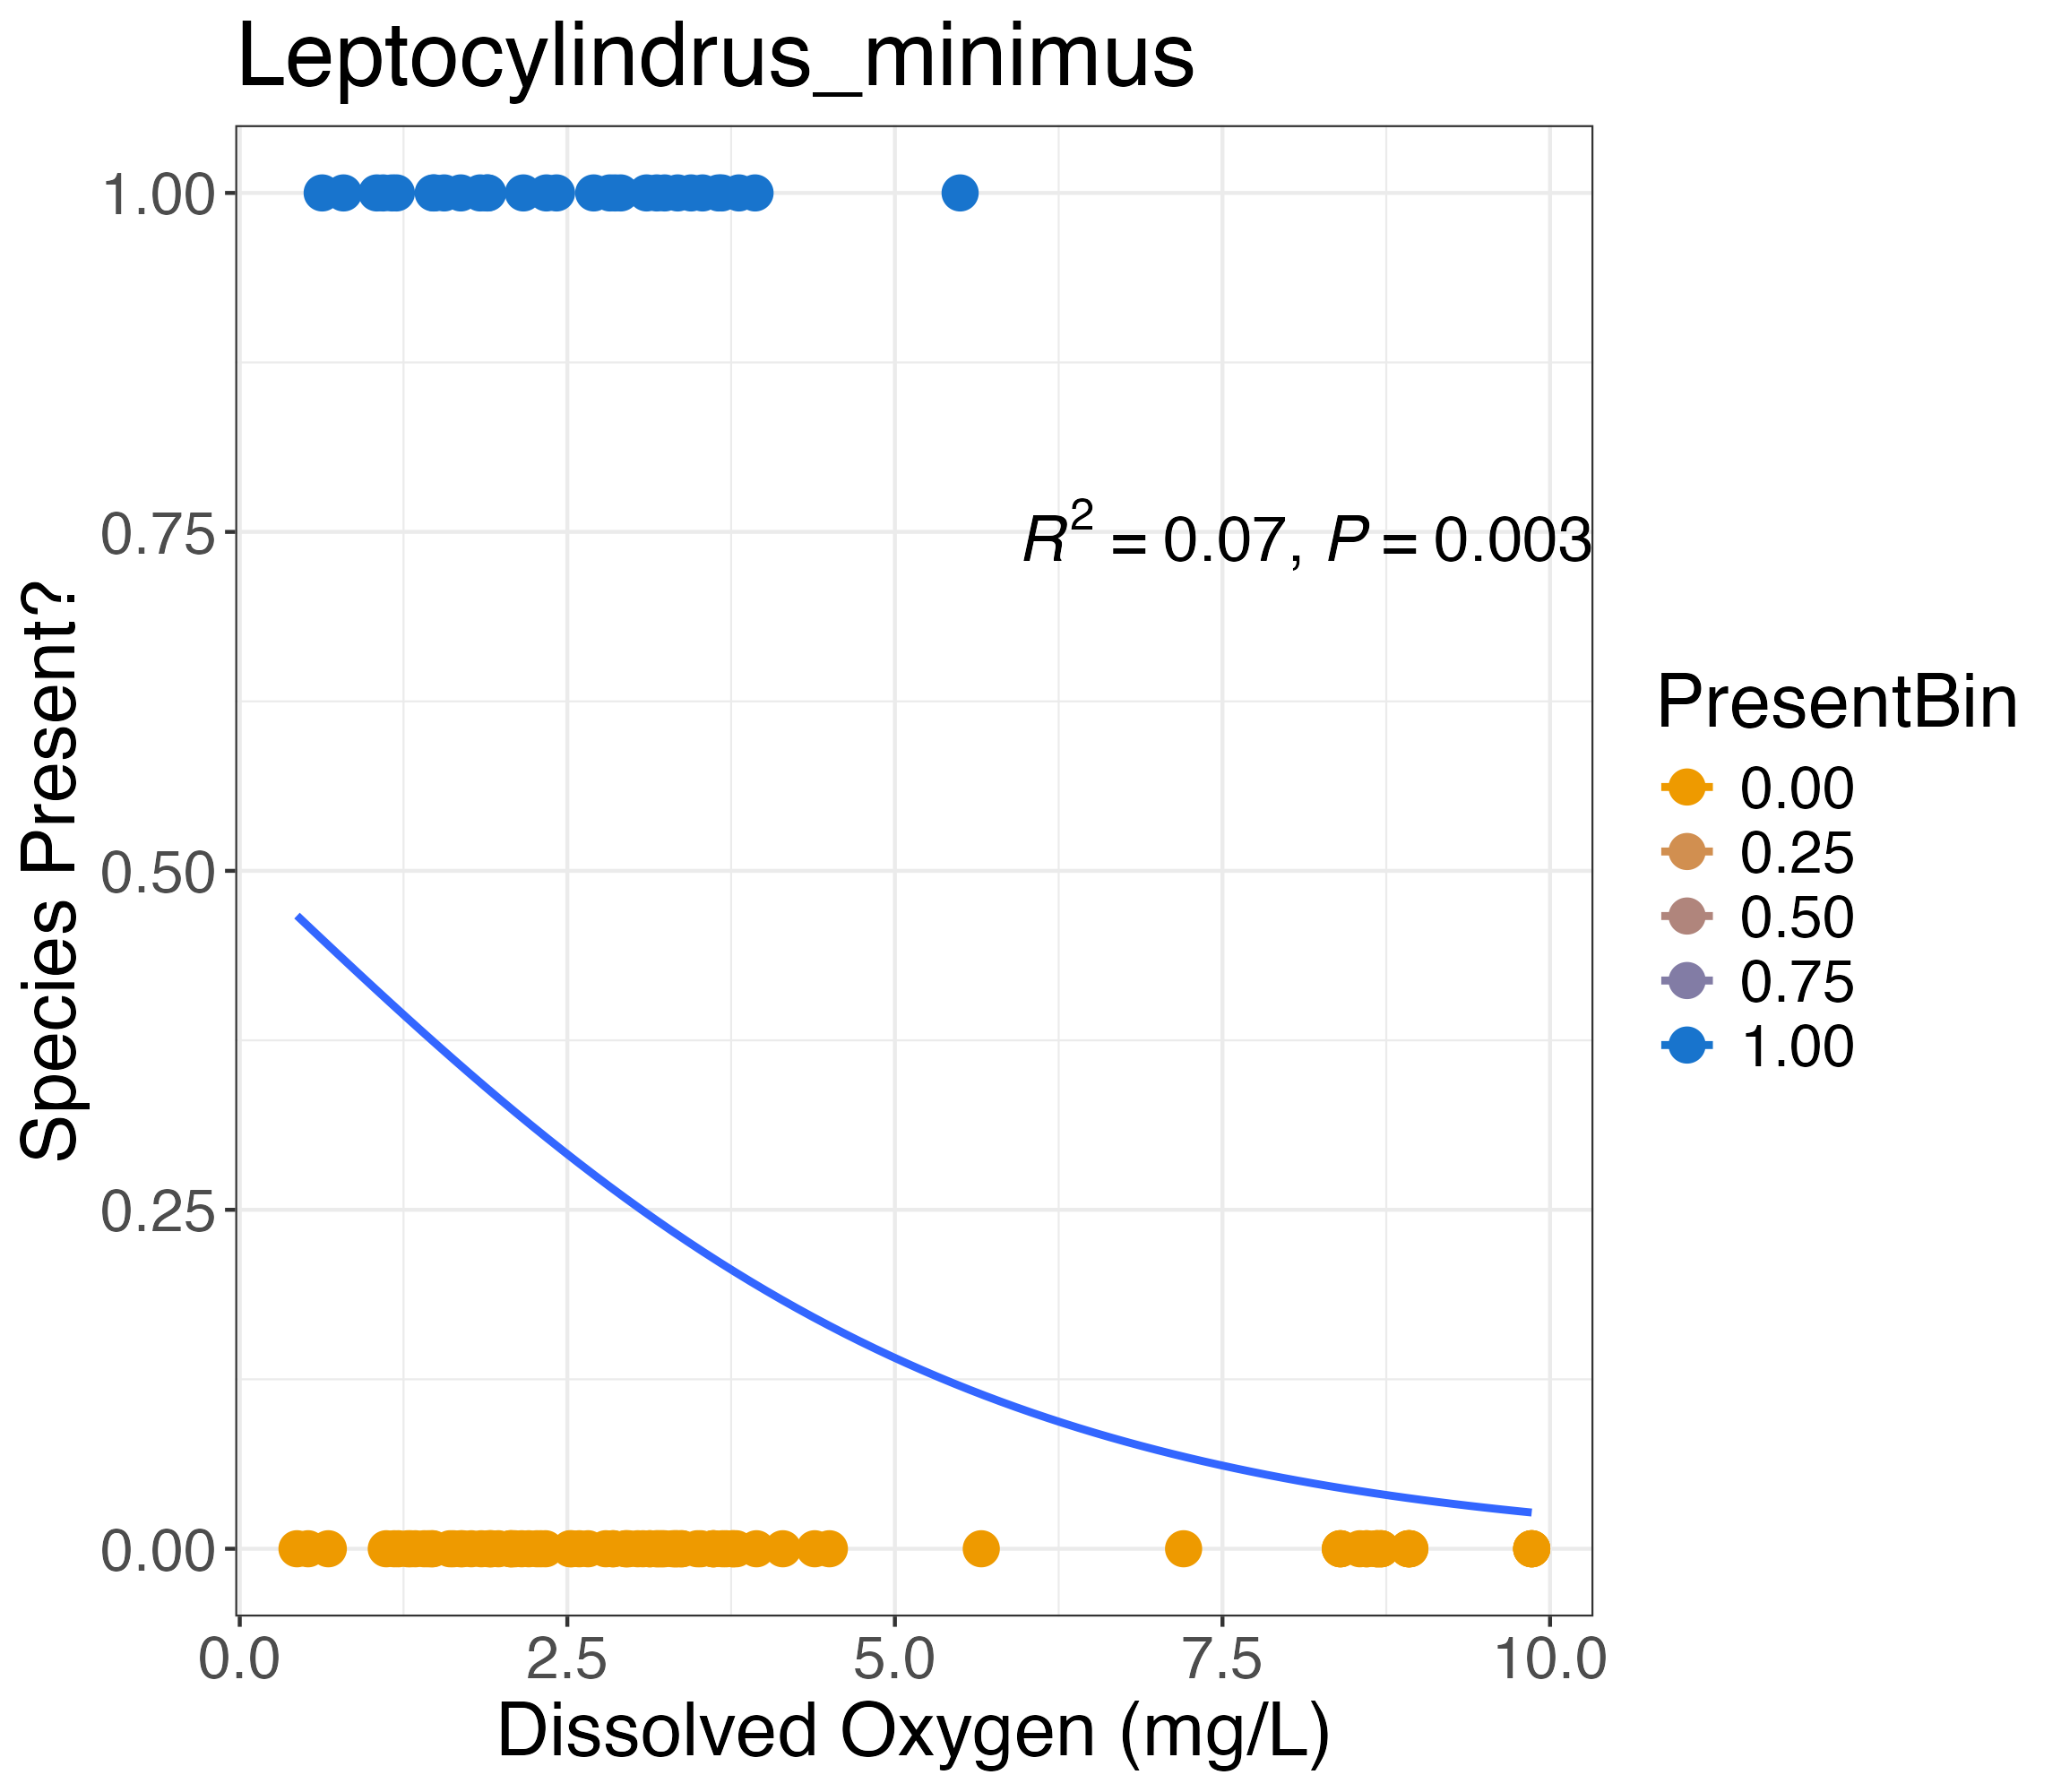 Leptocylindrus_minimus
1.00
0.75
0.50
0.25
0.00
Species Present?
R² = 0.07, P = 0.003
0.0 2.5 5.0 7.5 10.0
Dissolved Oxygen (mg/L)
PresentBin
0.00
0.25
0.50
0.75
1.00